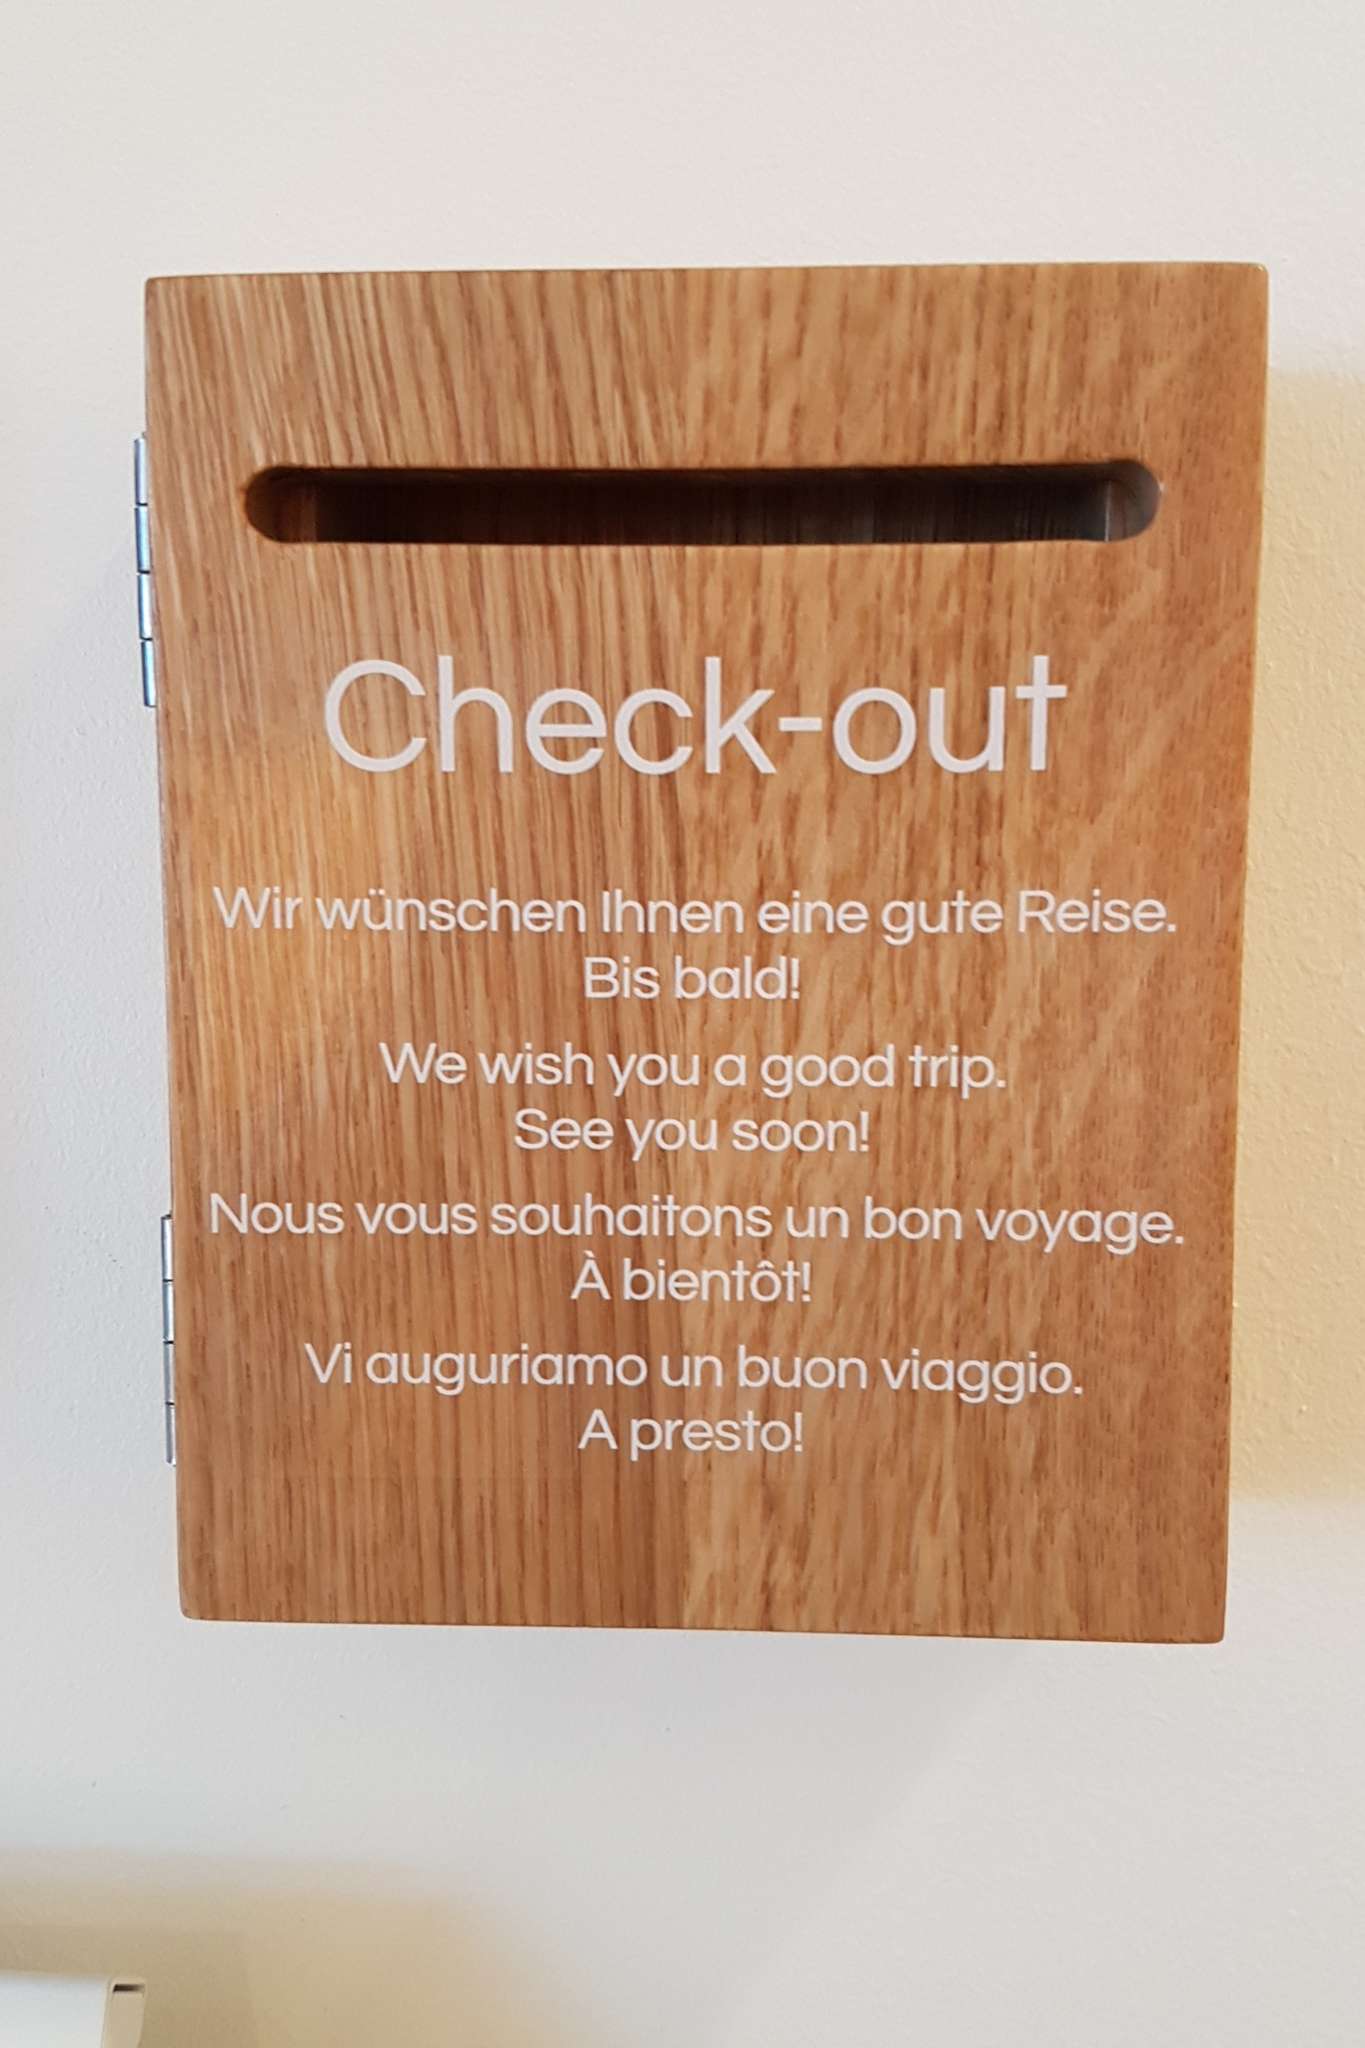 Check-out
Wir wünschen Ihnen eine gute Reise.
Bis bald!
We wish you a good trip.
See you soon!
Nous vous souhaitons un bon voyage.
À bientôt!
Vi auguriamo un buon viaggio.
A presto!